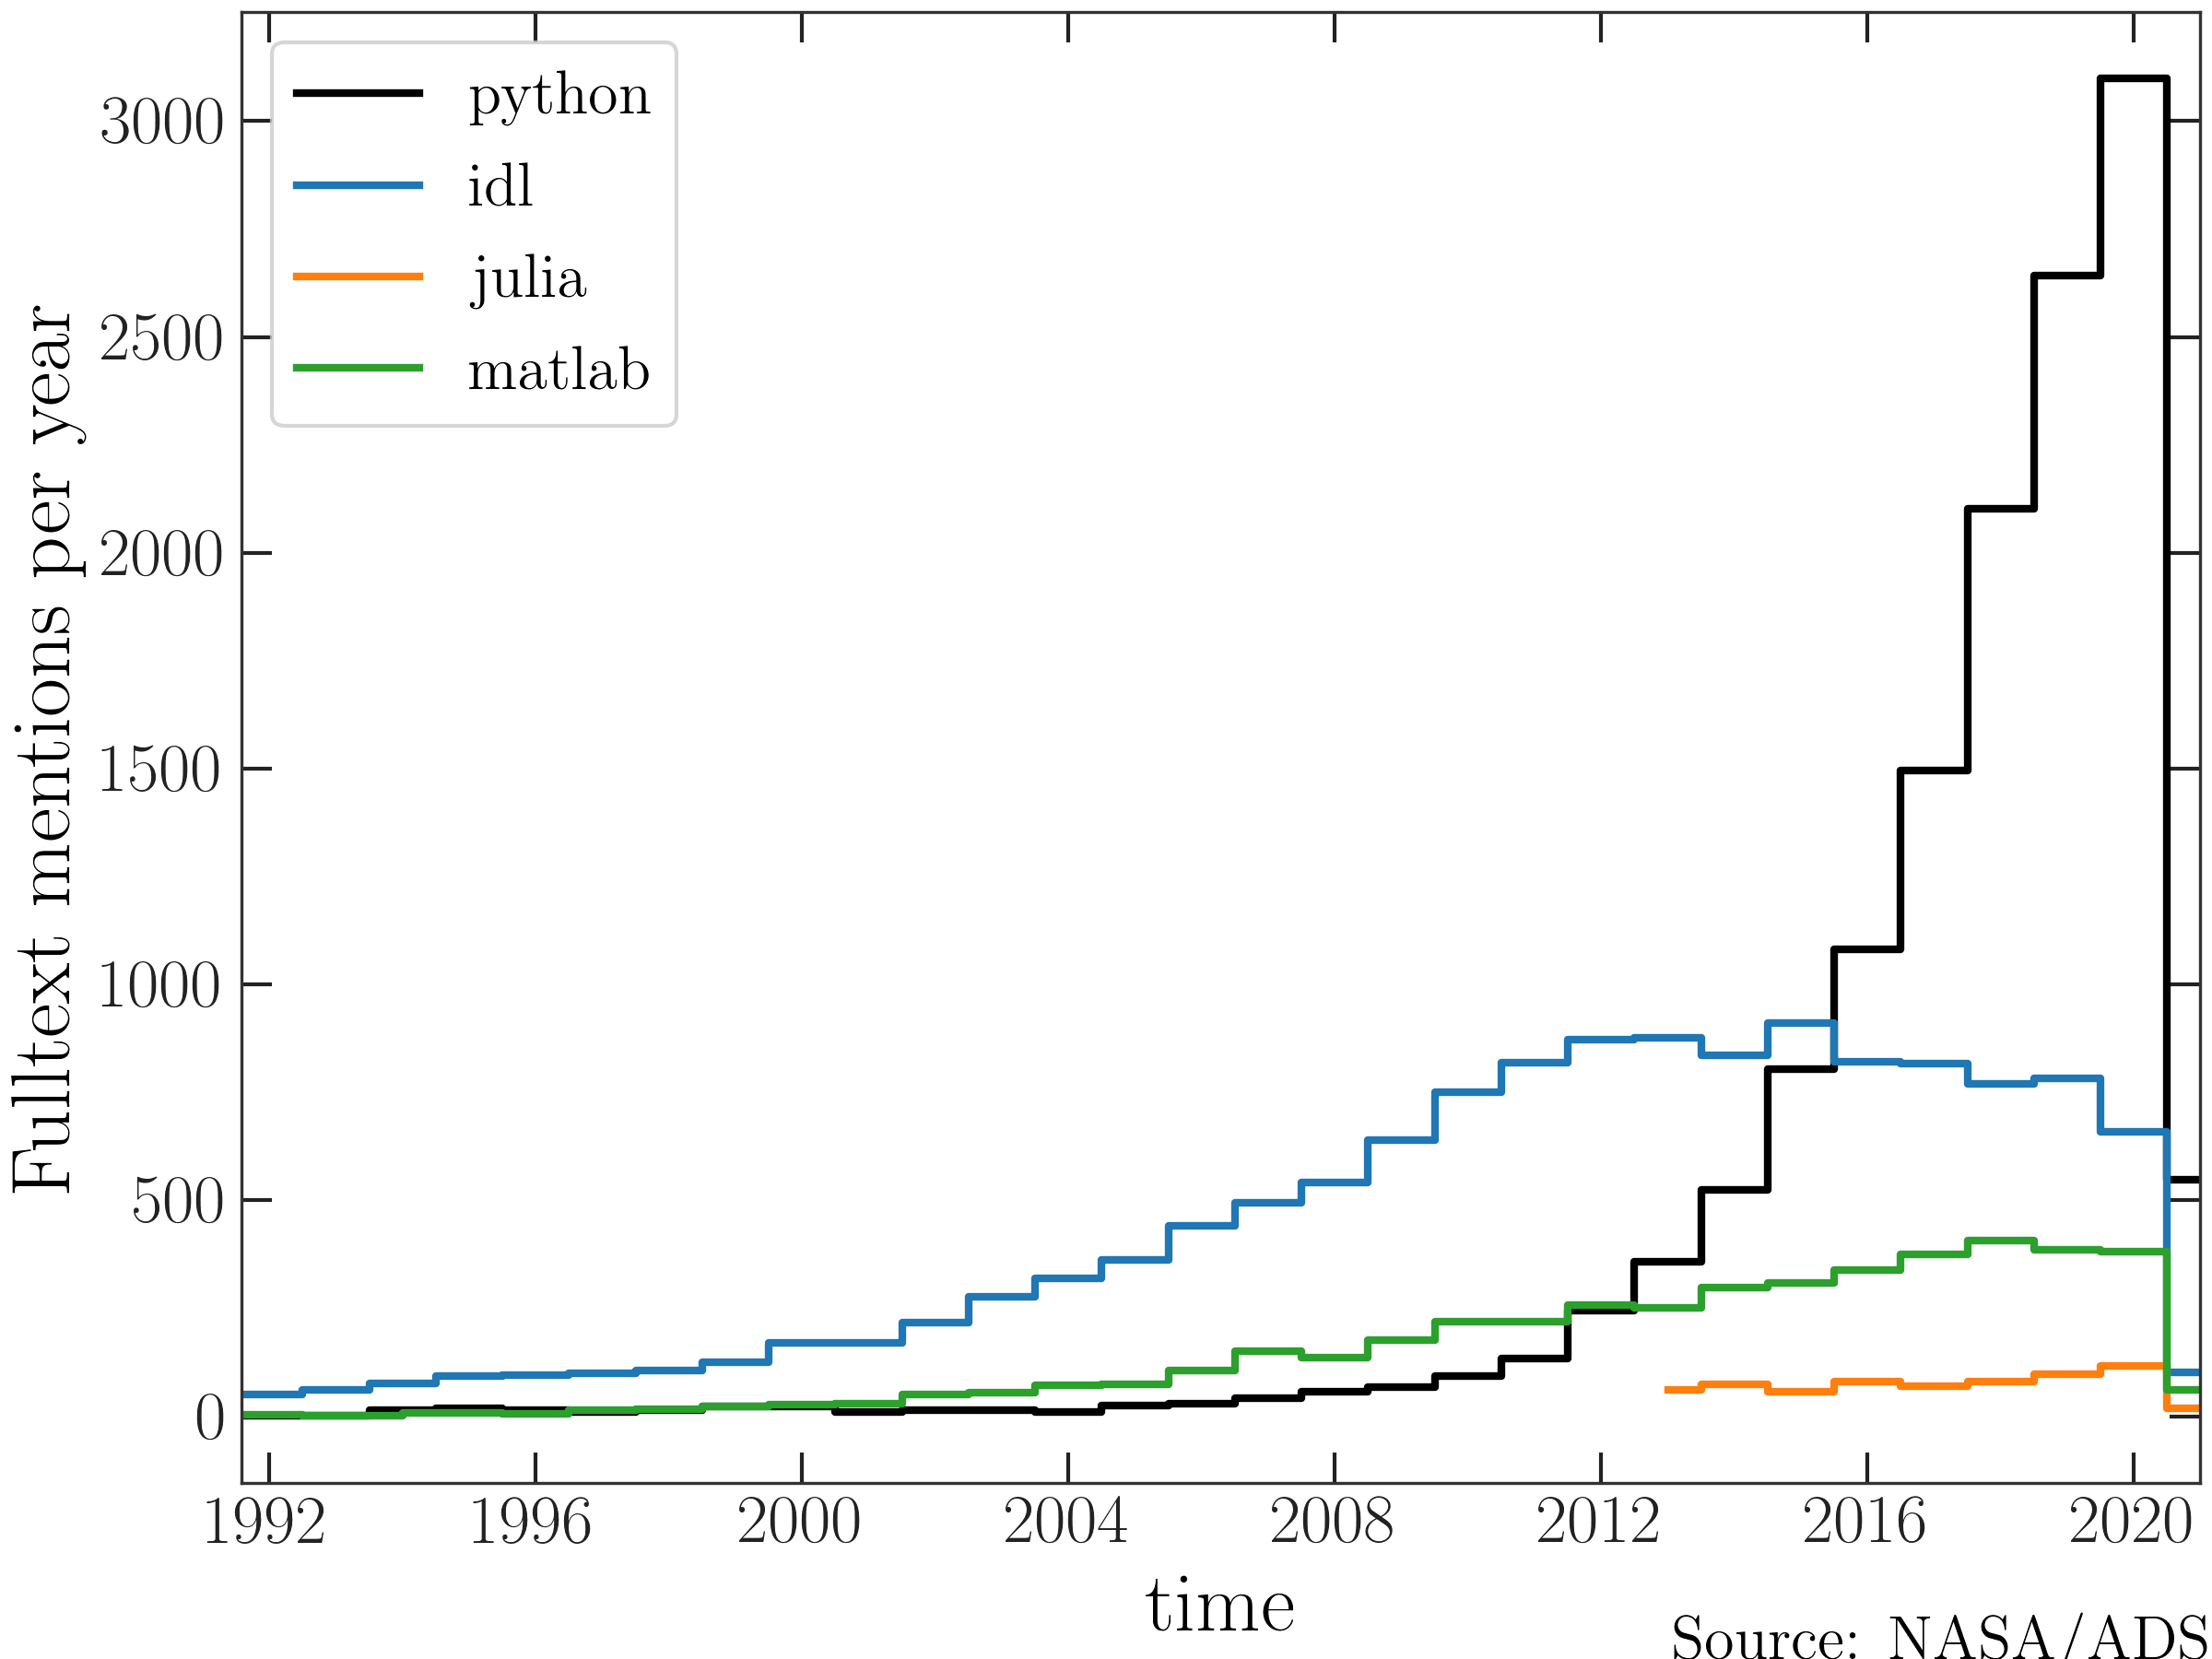 python
idl
julia
matlab
Fulltext mentions per year
3000
2500
2000
1500
1000
500
0
1992 1996 2000 2004 2008 2012 2016 2020
time
Source: NASA/ADS